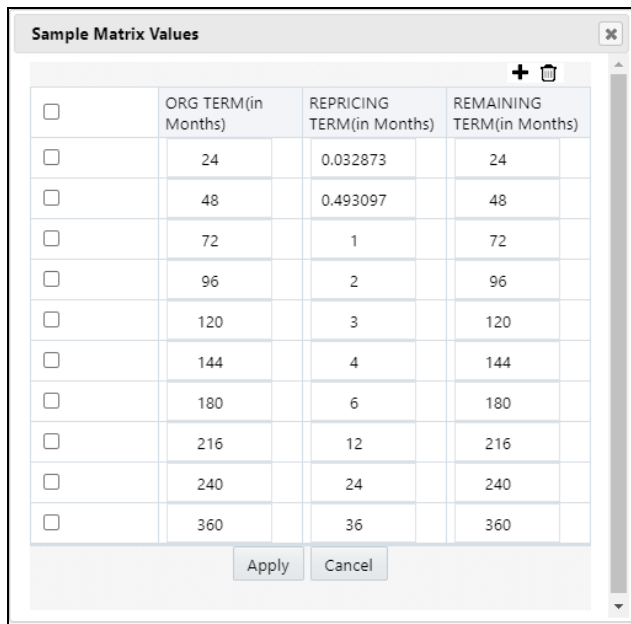 Sample Matrix Values
ORG TERM(in Months) REPRICING TERM(in Months) REMAINING TERM(in Months)
24 0.032873 24
48 0.493097 48
72 1 72
96 2 96
120 3 120
144 4 144
180 6 180
216 12 216
240 24 240
360 36 360
Apply Cancel